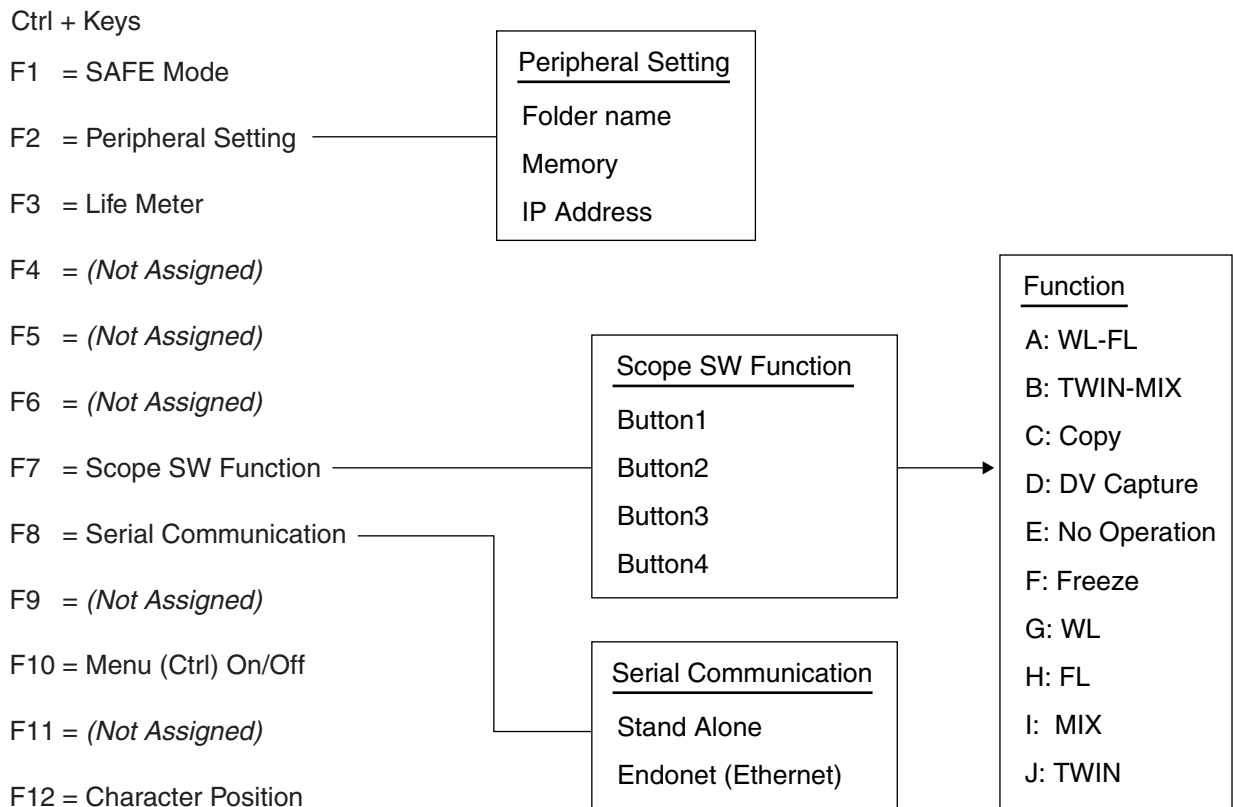 Ctrl + Keys
F1 = SAFE Mode
F2 = Peripheral Setting
F3 = Life Meter
F4 = (Not Assigned)
F5 = (Not Assigned)
F6 = (Not Assigned)
F7 = Scope SW Function
F8 = Serial Communication
F9 = (Not Assigned)
F10 = Menu (Ctrl) On/Off
F11 = (Not Assigned)
F12 = Character Position
Peripheral Setting
Folder name
Memory
IP Address
Scope SW Function
Button1
Button2
Button3
Button4
Serial Communication
Stand Alone
Endonet (Ethernet)
Function
A: WL-FL
B: TWIN-MIX
C: Copy
D: DV Capture
E: No Operation
F: Freeze
G: WL
H: FL
I: MIX
J: TWIN